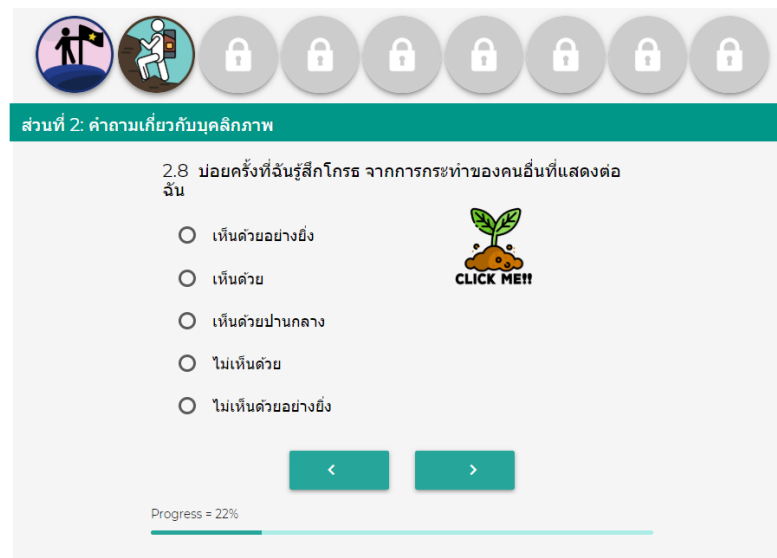 ส่วนที่ 2: คำถามเกี่ยวกับบุคลิกภาพ
2.8 บ่อยครั้งที่ฉันรู้สึกโกรธ จากการกระทำของคนอื่นที่แสดงต่อ
ฉัน
เห็นด้วยอย่างยิ่ง
เห็นด้วย
CLICK ME!!
เห็นด้วยปานกลาง
ไม่เห็นด้วย
ไม่เห็นด้วยอย่างยิ่ง
Progress = 22%